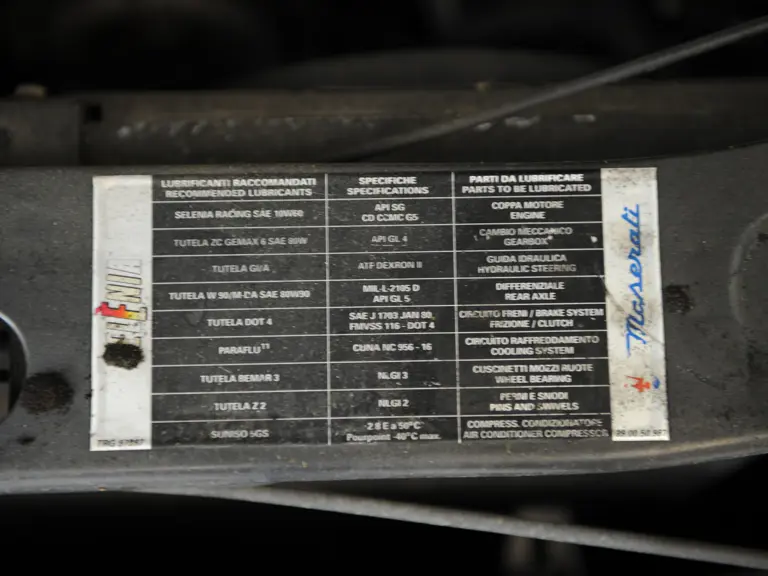 LUBRIFICANTI RACCOMANDATI
RECOMMENDED LUBRICANTS
SPECIFICHE
SPECIFICATIONS
PARTI DA LUBRIFICARE
PARTS TO BE LUBRICATED
SELENIA RACING SAE 10W60
API SG
CD CCMC G5
COPPA MOTORE
ENGINE
TUTELA ZC GEMAX 6 SAE 80W
API GL 4
CAMBIO MECCANICO
GEARBOX
TUTELA GI/A
ATF DEXRON II
GUIDA IDRAULICA
HYDRAULIC STEERING
TUTELA W 90/M-DA SAE 80W90
MIL-L-2105 D
API GL 5
DIFFERENZIALE
REAR AXLE
TUTELA DOT 4
SAE J 1703 JAN 80
FMVSS 116 - DOT 4
CIRCUITO FRENI / BRAKE SYSTEM
FRIZIONE / CLUTCH
PARAFLU 11
CUNA NC 956 - 16
CIRCUITO RAFFREDDAMENTO
COOLING SYSTEM
TUTELA BEMAR 3
NLGI 3
CUSCINETTI MOZZI RUOTE
WHEEL BEARING
TUTELA Z 2
NLGI 2
PERNI E SNODI
PINS AND SWIVELS
SUNISO 5GS
-2.8 E a 50°C
Pourpoint -40°C max.
COMPRESS. CONDIZIONATORE
AIR CONDITIONER COMPRESSOR
SELENIA
Maserati